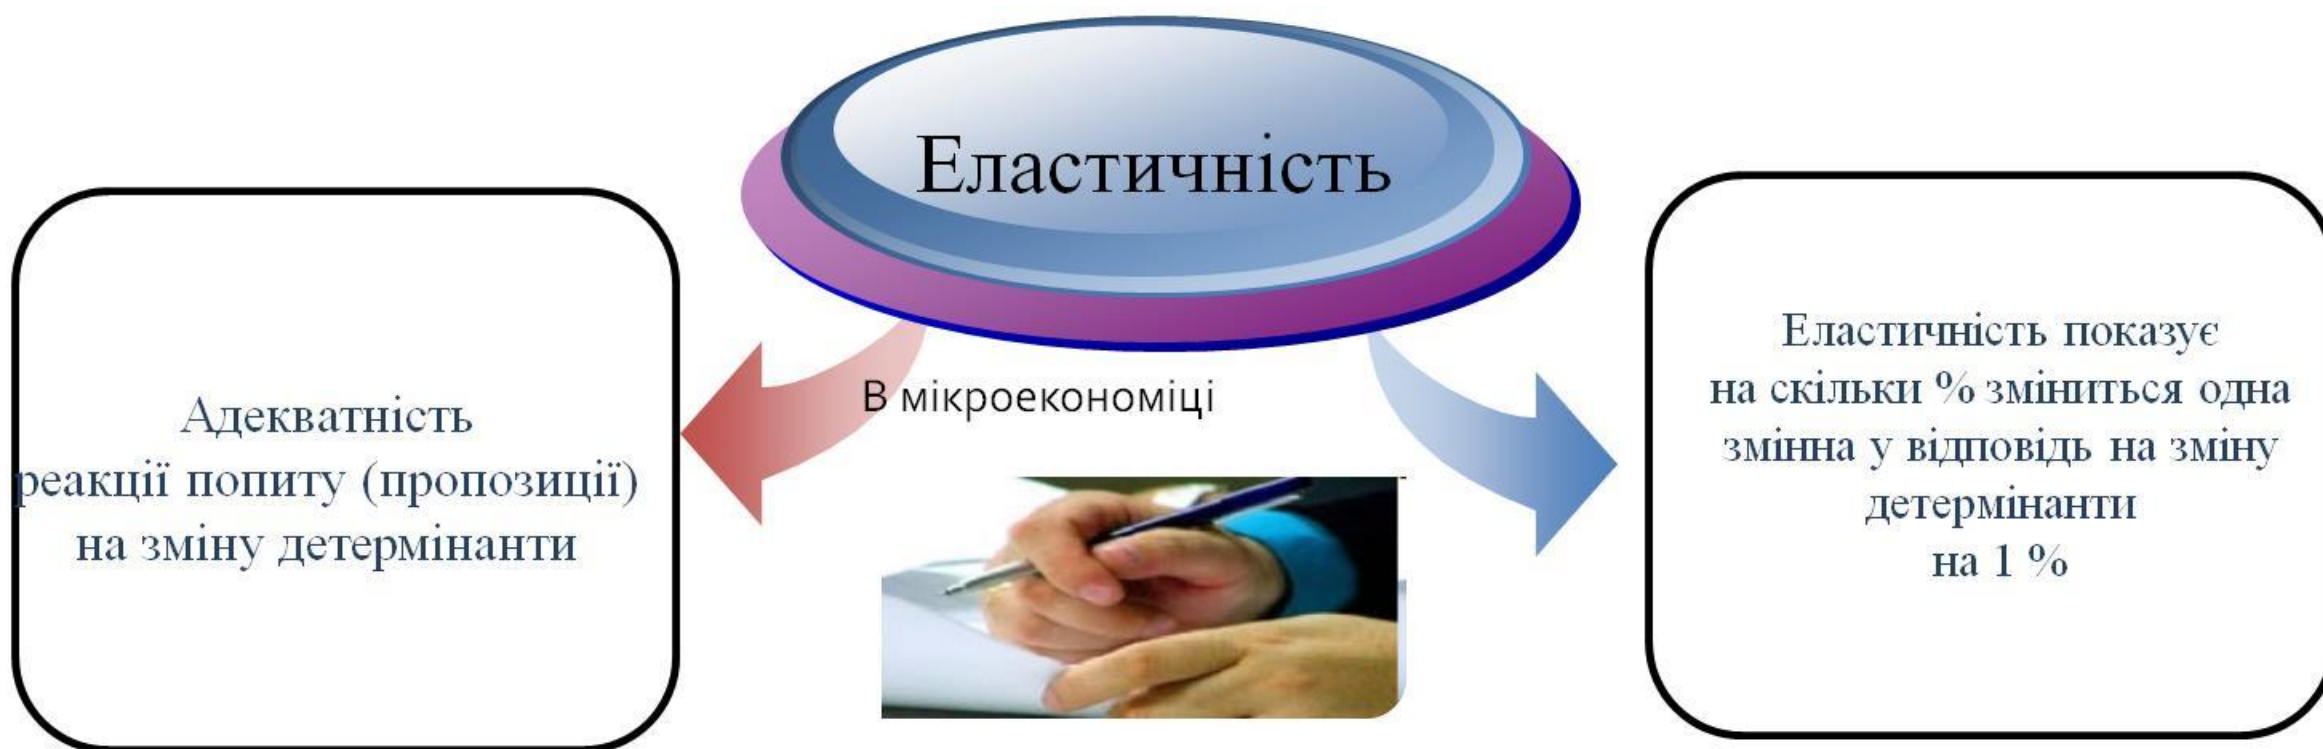 Еластичність
В мікроекономіці
Адекватність
реакції попиту (пропозиції)
на зміну детермінанти
Еластичність показує
на скільки % зміниться одна
змінна у відповідь на зміну
детермінанти
на 1 %